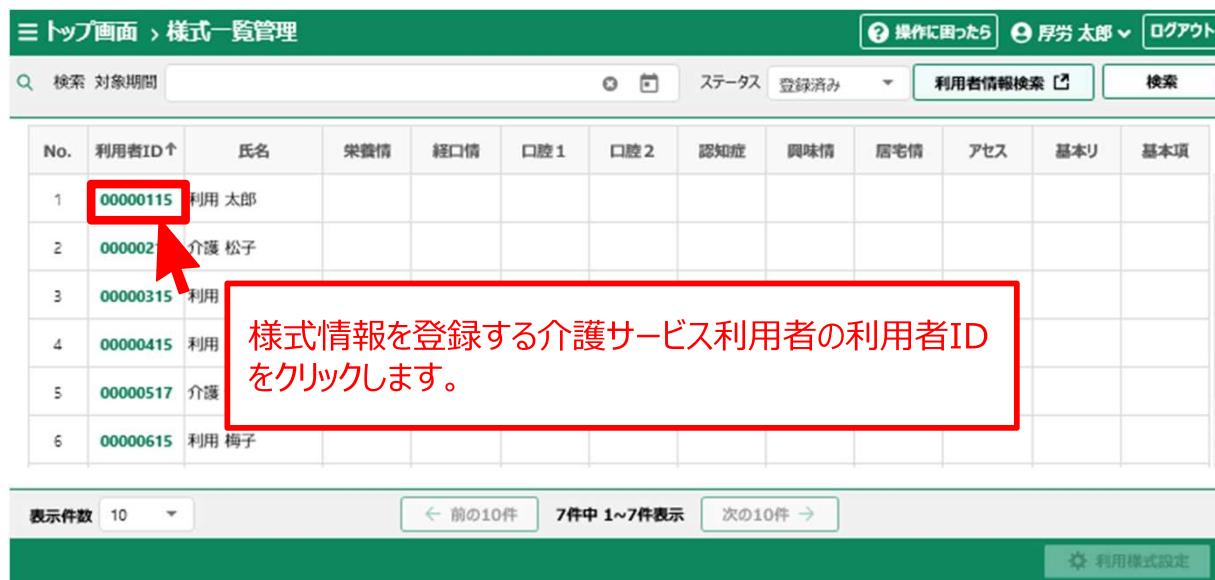 トップ画面 > 様式一覧管理 操作に困ったら 厚労 太郎 ログアウト
検索 対象期間 ステータス 登録済み 利用者情報検索 検索
No. 利用者ID↑ 氏名 栄養情 経口情 口腔1 口腔2 認知症 興味情 居宅情 アセス 基本リ 基本項
1 00000115 利用 太郎
2 0000021 介護 松子
3 00000315 利用
4 00000415 利用
5 00000517 介護
6 00000615 利用 梅子
様式情報を登録する介護サービス利用者の利用者ID
をクリックします。
表示件数 10 ← 前の10件 7件中 1~7件表示 次の10件 →
利用様式設定